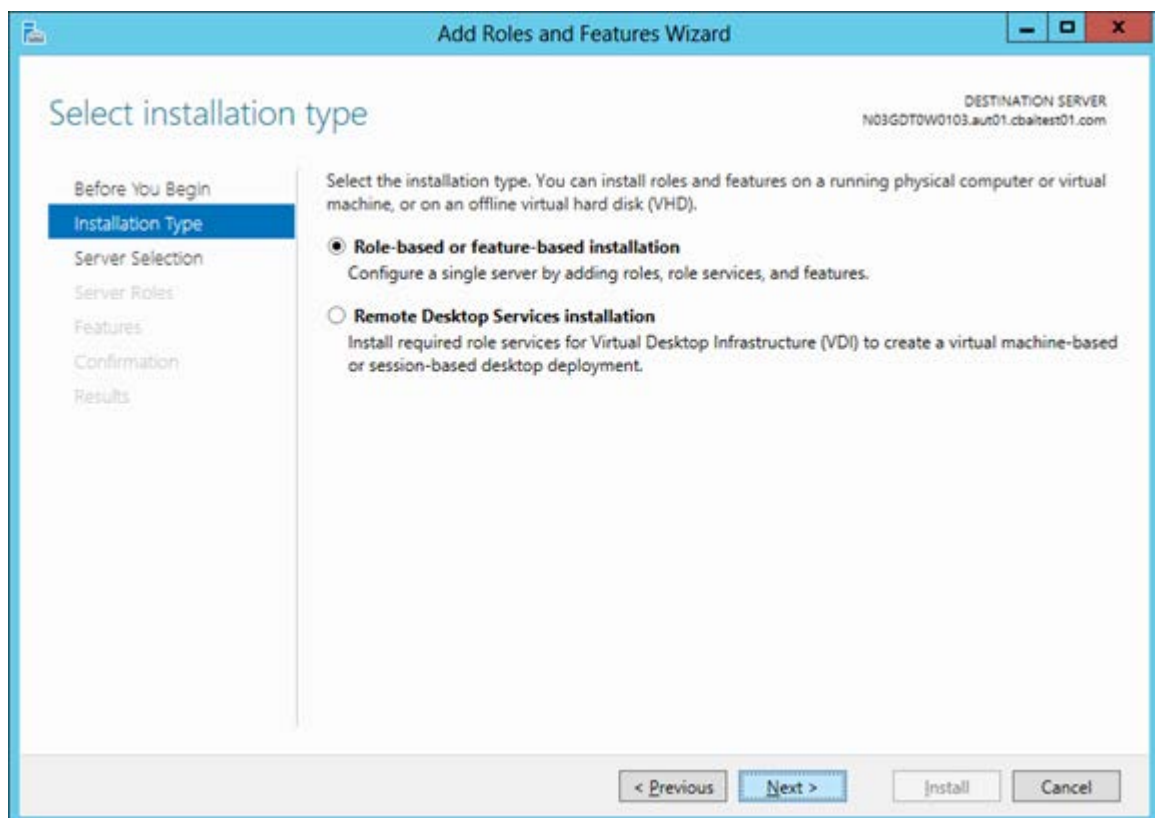 Add Roles and Features Wizard
Select installation type
DESTINATION SERVER
N03GDT0W0103.aut01.cbaitest01.com
Before You Begin
Installation Type
Server Selection
Server Roles
Features
Confirmation
Results
Select the installation type. You can install roles and features on a running physical computer or virtual
machine, or on an offline virtual hard disk (VHD).
Role-based or feature-based installation
Configure a single server by adding roles, role services, and features.
Remote Desktop Services installation
Install required role services for Virtual Desktop Infrastructure (VDI) to create a virtual machine-based
or session-based desktop deployment.
< Previous
Next >
Install
Cancel